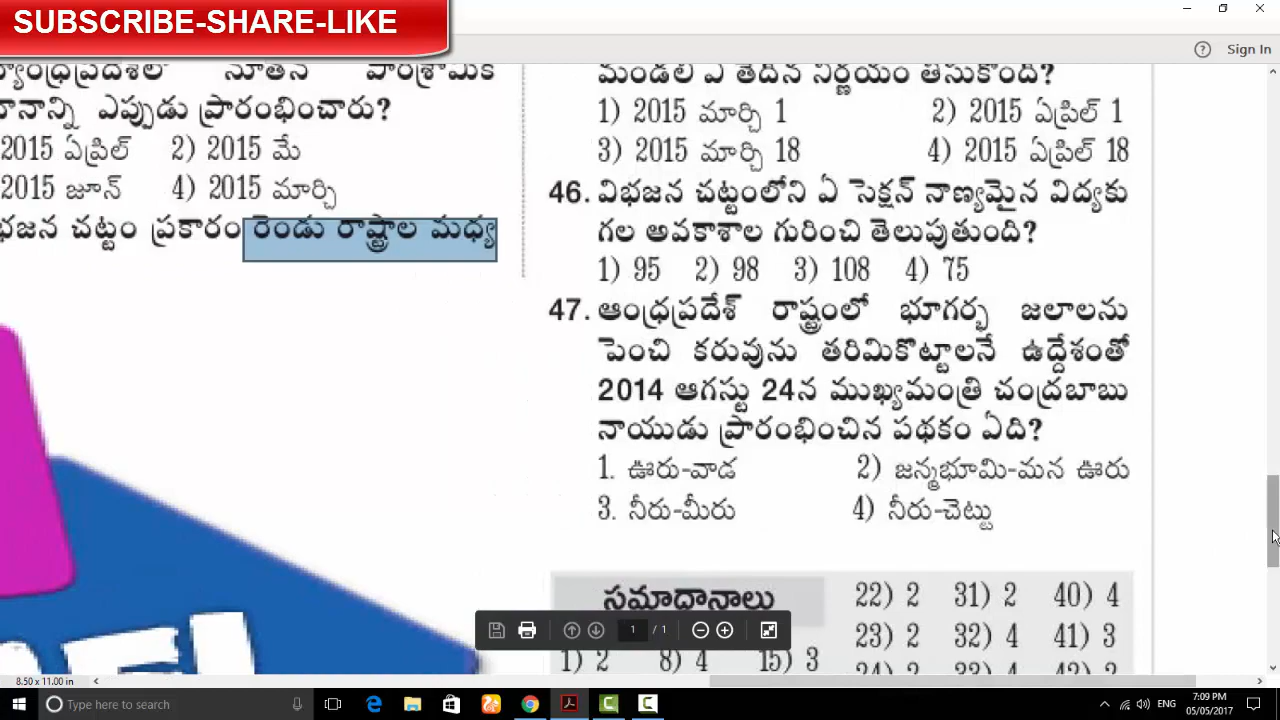 SUBSCRIBE-SHARE-LIKE
Sign In
నూతన పారిశ్రామిక
ఎప్పుడు ప్రారంభించారు?
2015 ఏప్రిల్ 2) 2015 మే
2015 జూన్ 4) 2015 మార్చి
భజన చట్టం ప్రకారం రెండు రాష్ట్రాల మధ్య
మండలి ఏ తేదీన నిర్ణయం తీసుకొంది?
1) 2015 మార్చి 1 2) 2015 ఏప్రిల్ 1
3) 2015 మార్చి 18 4) 2015 ఏప్రిల్ 18
46. విభజన చట్టంలోని ఏ సెక్షన్ నాణ్యమైన విద్యకు
గల అవకాశాల గురించి తెలుపుతుంది?
1) 95 2) 98 3) 108 4) 75
47. ఆంధ్రప్రదేశ్ రాష్ట్రంలో భూగర్భ జలాలను
పెంచి కరువును తరిమికొట్టాలనే ఉద్దేశంతో
2014 ఆగస్టు 24న ముఖ్యమంత్రి చంద్రబాబు
నాయుడు ప్రారంభించిన పథకం ఏది?
1. ఊరు-వాడ 2) జన్మభూమి-మన ఊరు
3. నీరు-మీరు 4) నీరు-చెట్టు
సమాధానాలు
22) 2 31) 2 40) 4
23) 2 32) 4 41) 3
1) 2 8) 4 15) 3
1 / 1
8.50 x 11.00 in
Type here to search
ENG
7:09 PM
05/05/2017